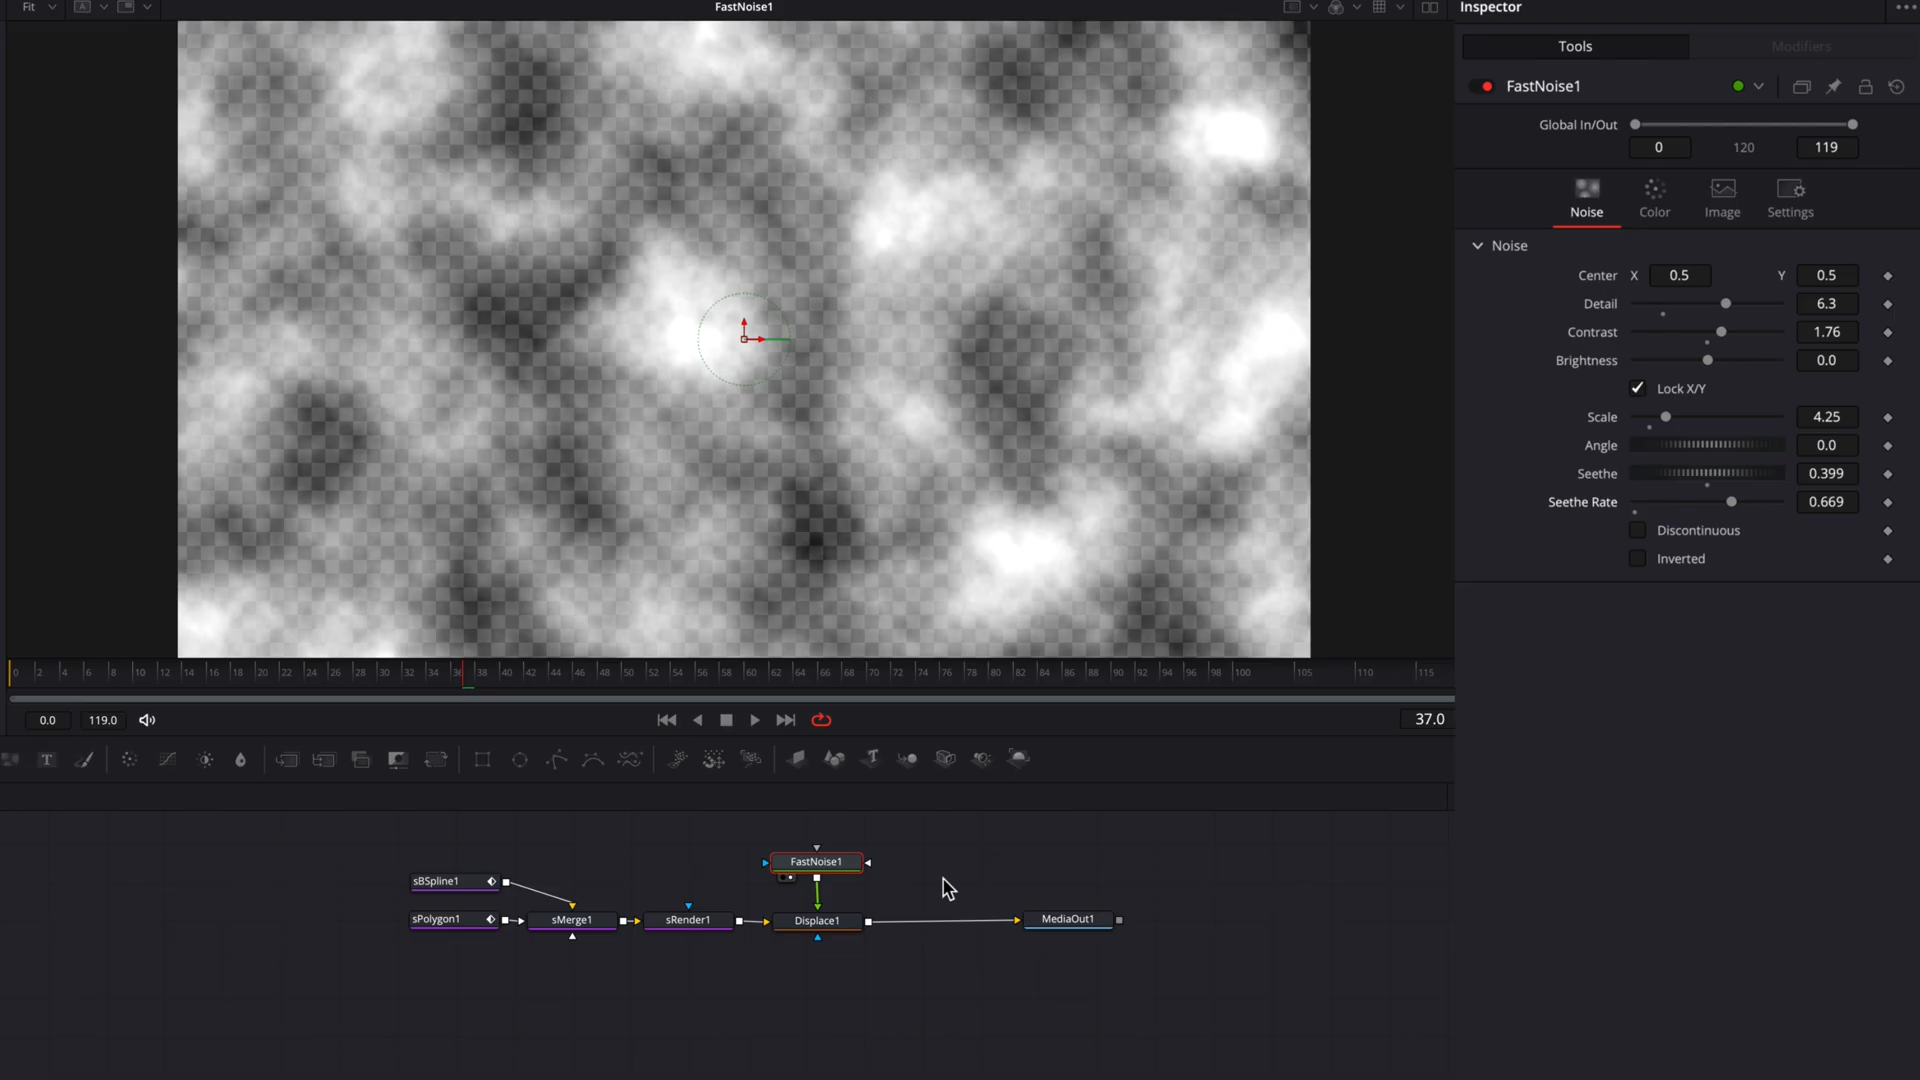 Fit
FastNoise1
Inspector
Tools
Modifiers
FastNoise1
Global In/Out
0
120
119
Noise
Color
Image
Settings
Noise
Center X 0.5 Y 0.5
Detail 6.3
Contrast 1.76
Brightness 0.0
Lock X/Y
Scale 4.25
Angle 0.0
Seethe 0.399
Seethe Rate 0.669
Discontinuous
Inverted
0 2 4 6 8 10 12 14 16 18 20 22 24 26 28 30 32 34 36 38 40 42 44 46 48 50 52 54 56 58 60 62 64 66 68 70 72 74 76 78 80 82 84 86 88 90 92 94 96 98 100 105 110 115
0.0 119.0 37.0
T T
FastNoise1
sBSpline1
sPolygon1 sMerge1 sRender1 Displace1 MediaOut1